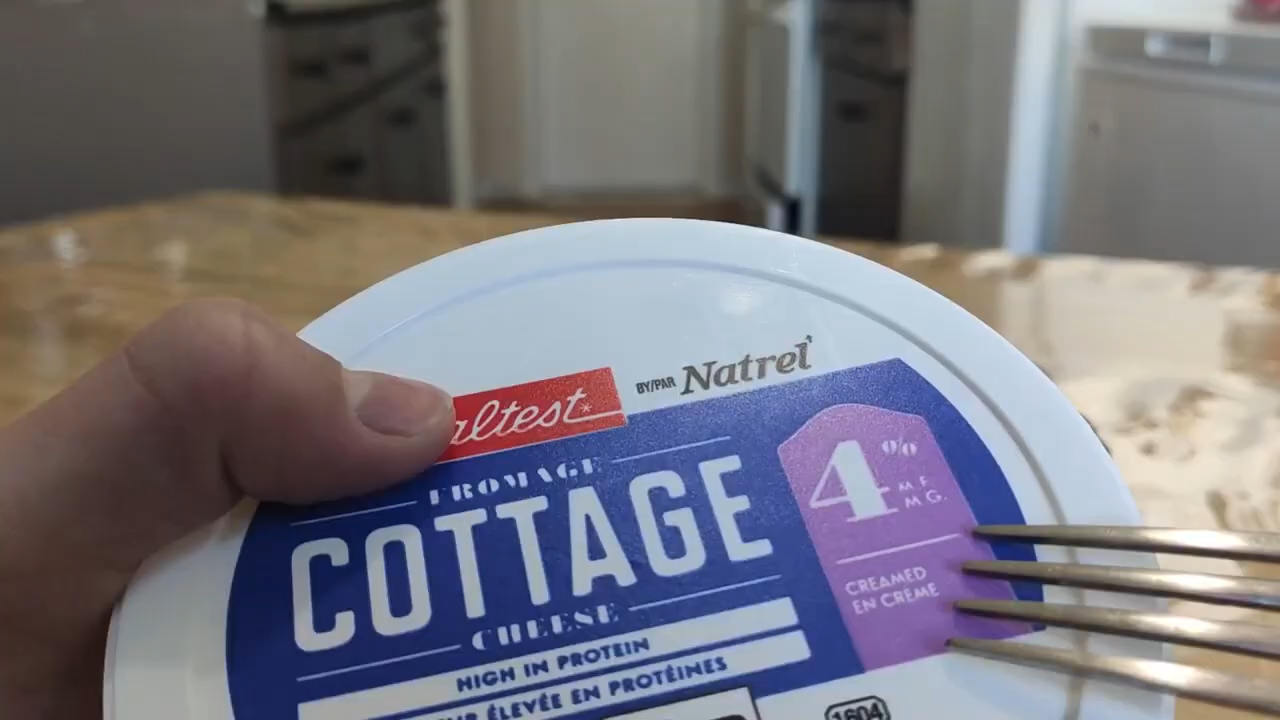 altest
BY/PAR Natrel
FROMAGE
COTTAGE
CHEESE
HIGH IN PROTEIN
ÉLEVÉE EN PROTÉINES
4%
M.F.
M.G.
CREAMED
EN CRÈME
1604